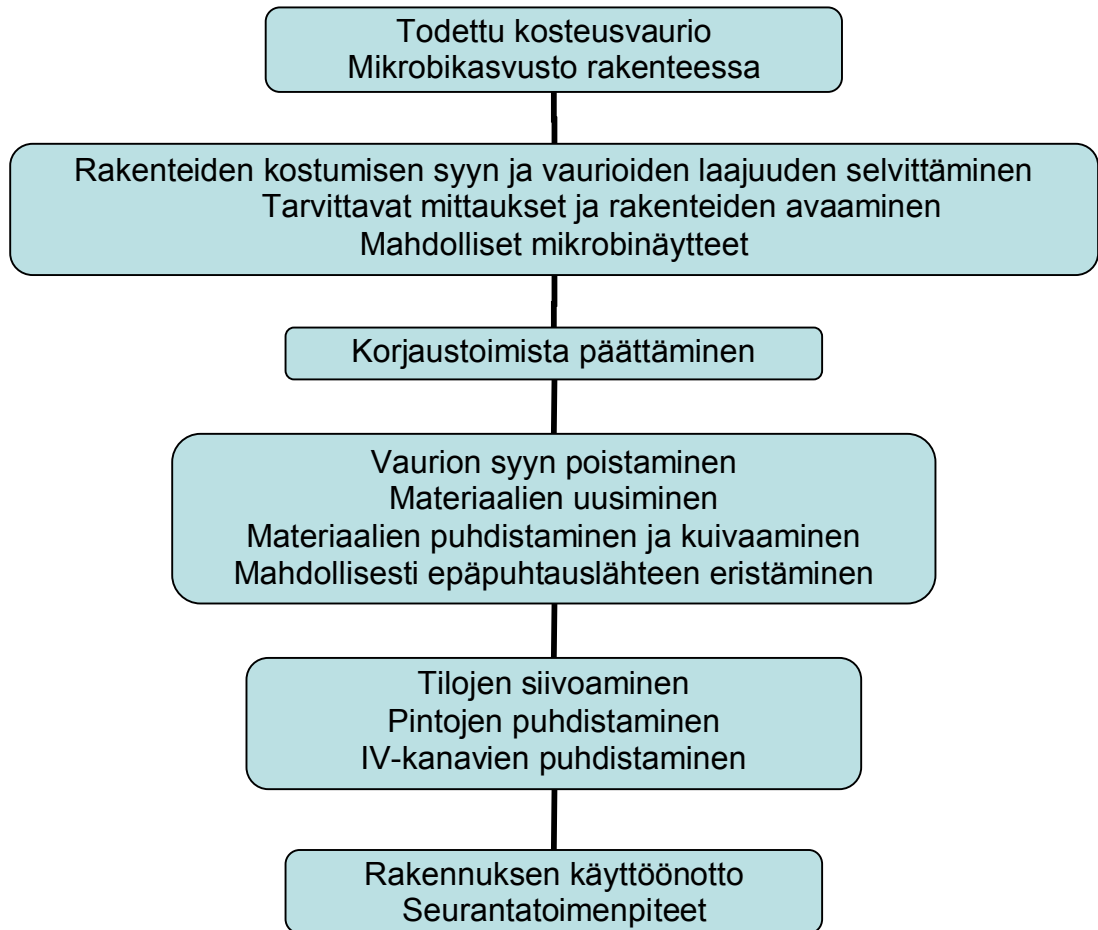 Todettu kosteusvaurio
Mikrobikasvusto rakenteessa
Rakenteiden kostumisen syyn ja vaurioiden laajuuden selvittäminen
Tarvittavat mittaukset ja rakenteiden avaaminen
Mahdolliset mikrobinäytteet
Korjaustoimista päättäminen
Vaurion syyn poistaminen
Materiaalien uusiminen
Materiaalien puhdistaminen ja kuivaaminen
Mahdollisesti epäpuhtauslähteen eristäminen
Tilojen siivoaminen
Pintojen puhdistaminen
IV-kanavien puhdistaminen
Rakennuksen käyttöönotto
Seurantatoimenpiteet